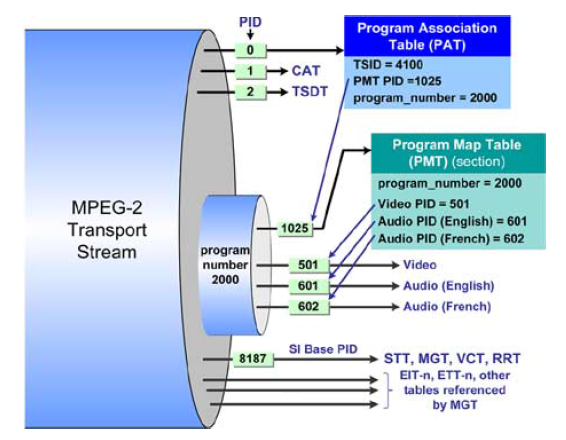 PID
0
1
CAT
2
TSDT
Program Association
Table (PAT)
TSID = 4100
PMT PID =1025
program_number = 2000
Program Map Table
(PMT) (section)
program_number = 2000
Video PID = 501
Audio PID (English) = 601
Audio PID (French) = 602
MPEG-2
Transport
Stream
program
number
2000
1025
501
Video
601
Audio (English)
602
Audio (French)
8187
SI Base PID
STT, MGT, VCT, RRT
EIT-n, ETT-n, other
tables referenced
by MGT